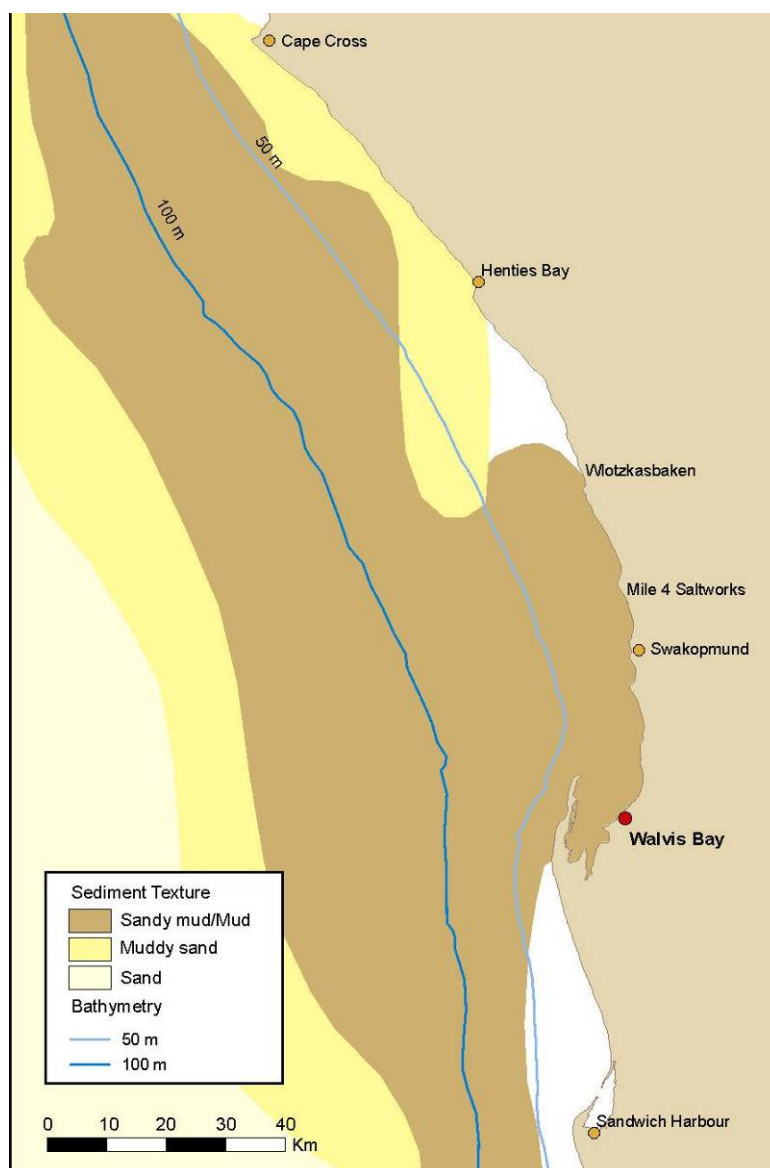 Cape Cross
50 m
100 m
Henties Bay
Wlotzkasbaken
Mile 4 Saltworks
Swakopmund
Walvis Bay
Sediment Texture
Sandy mud/Mud
Muddy sand
Sand
Bathymetry
50 m
100 m
0 10 20 30 40
Km
Sandwich Harbour